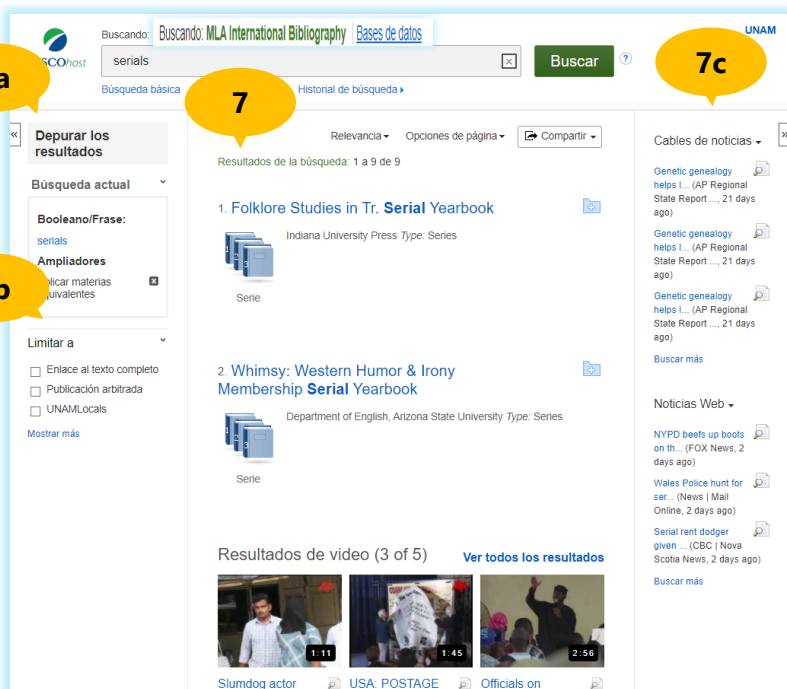 Buscando: Buscando: MLA International Bibliography | Bases de datos
UNAM
SCOhost
serials
Buscar
?
Búsqueda básica
Historial de búsqueda
a
7
7c
«
»
Depurar los
resultados
Búsqueda actual
Booleano/Frase:
serials
Ampliadores
plicar materias
quivalentes
b
Limitar a
Enlace al texto completo
Publicación arbitrada
UNAMLocals
Mostrar más
Relevancia
Opciones de página
Compartir
Resultados de la búsqueda: 1 a 9 de 9
1. Folklore Studies in Tr. Serial Yearbook
Indiana University Press Type: Series
Serie
2. Whimsy: Western Humor & Irony
Membership Serial Yearbook
Department of English, Arizona State University Type: Series
Serie
Resultados de video (3 of 5)
Ver todos los resultados
1:11
1:45
2:56
Slumdog actor
USA: POSTAGE
Officials on
Cables de noticias
Genetic genealogy
helps I... (AP Regional
State Report ..., 21 days
ago)
Genetic genealogy
helps I... (AP Regional
State Report ..., 21 days
ago)
Genetic genealogy
helps I... (AP Regional
State Report ..., 21 days
ago)
Buscar más
Noticias Web
NYPD beefs up boots
on th... (FOX News, 2
days ago)
Wales Police hunt for
ser... (News | Mail
Online, 2 days ago)
Serial rent dodger
given ... (CBC | Nova
Scotia News, 2 days ago)
Buscar más